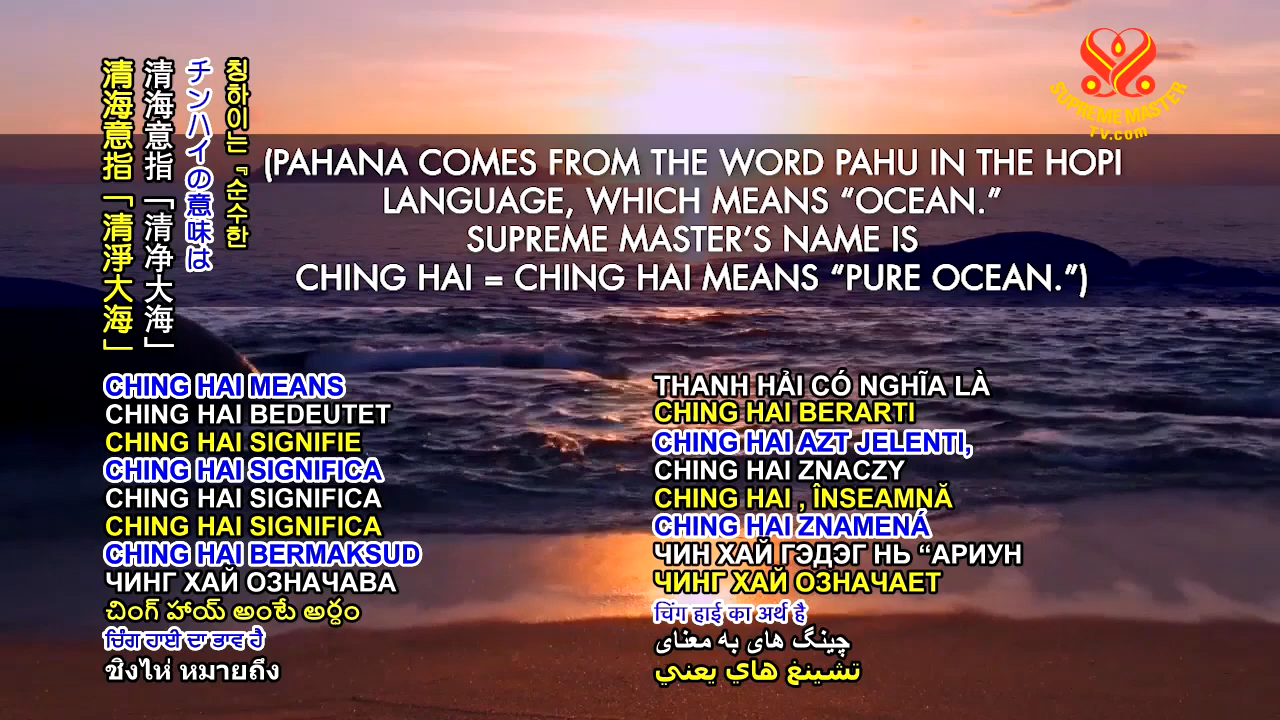 清海意指「清淨大海」
清海意指「清净大海」
チンハイの意味は
칭하이는『순수한
SUPREME MASTER
TV.com
(PAHANA COMES FROM THE WORD PAHU IN THE HOPI
LANGUAGE, WHICH MEANS “OCEAN.”
SUPREME MASTER’S NAME IS
CHING HAI = CHING HAI MEANS “PURE OCEAN.”)
CHING HAI MEANS
CHING HAI BEDEUTET
CHING HAI SIGNIFIE
CHING HAI SIGNIFICA
CHING HAI SIGNIFICA
CHING HAI SIGNIFICA
CHING HAI BERMAKSUD
ЧИНГ ХАЙ ОЗНАЧАВА
చింగ్ హాయ్ అంటే అర్థం
ਚਿੰਗ ਹਾਈ ਦਾ ਭਾਵ ਹੈ
ชิงไห่ หมายถึง
THANH HẢI CÓ NGHĨA LÀ
CHING HAI BERARTI
CHING HAI AZT JELENTI,
CHING HAI ZNACZY
CHING HAI , ÎNSEAMNĂ
CHING HAI ZNAMENÁ
ЧИН ХАЙ ГЭДЭГ НЬ “АРИУН
ЧИНГ ХАЙ ОЗНАЧАЕТ
चिंग हाई का अर्थ है
چینگ های به معنای
تشينغ هاي يعني